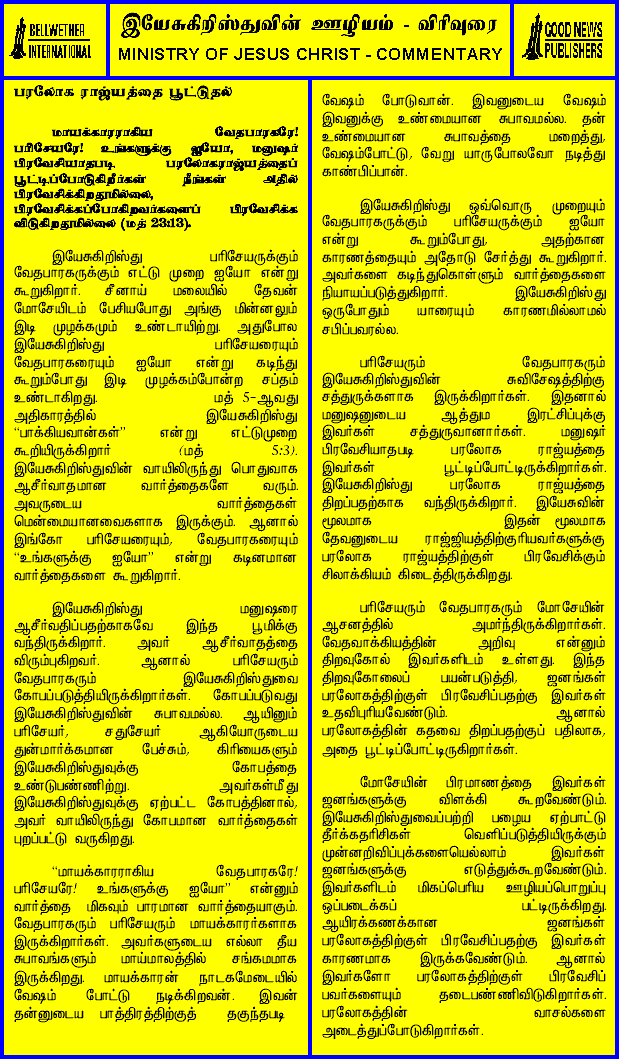 BELLWETHER
INTERNATIONAL
இயேசுகிறிஸ்துவின் ஊழியம் - விரிவுரை
MINISTRY OF JESUS CHRIST - COMMENTARY
GOOD NEWS
PUBLISHERS
பரலோக ராஜ்யத்தை பூட்டுதல்
மாயக்காரராகிய வேதபாரகரே!
பரிசேயரே! உங்களுக்கு ஐயோ, மனுஷர்
பிரவேசியாதபடி பரலோகராஜ்யத்தைப்
பூட்டிப்போடுகிறீர்கள் நீங்கள் அதில்
பிரவேசிக்கிறதுமில்லை,
பிரவேசிக்கப்போகிறவர்களைப் பிரவேசிக்க
விடுகிறதுமில்லை (மத் 23:13).
இயேசுகிறிஸ்து பரிசேயருக்கும்
வேதபாரகருக்கும் எட்டு முறை ஐயோ என்று
கூறுகிறார். சீனாய் மலையில் தேவன்
மோசேயிடம் பேசியபோது அங்கு மின்னலும்
இடி முழக்கமும் உண்டாயிற்று. அதுபோல
இயேசுகிறிஸ்து பரிசேயரையும்
வேதபாரகரையும் ஐயோ என்று கடிந்து
கூறும்போது இடி முழக்கம்போன்ற சப்தம்
உண்டாகிறது. மத் 5-ஆவது
அதிகாரத்தில் இயேசுகிறிஸ்து
“பாக்கியவான்கள்” என்று எட்டுமுறை
கூறியிருக்கிறார் (மத் 5:3).
இயேசுகிறிஸ்துவின் வாயிலிருந்து பொதுவாக
ஆசீர்வாதமான வார்த்தைகளே வரும்.
அவருடைய வார்த்தைகள்
மென்மையானவைகளாக இருக்கும். ஆனால்
இங்கோ பரிசேயரையும், வேதபாரகரையும்
“உங்களுக்கு ஐயோ” என்று கடினமான
வார்த்தைகளை கூறுகிறார்.
இயேசுகிறிஸ்து மனுஷரை
ஆசீர்வதிப்பதற்காகவே இந்த பூமிக்கு
வந்திருக்கிறார். அவர் ஆசீர்வாதத்தை
விரும்புகிறவர். ஆனால் பரிசேயரும்
வேதபாரகரும் இயேசுகிறிஸ்துவை
கோபப்படுத்தியிருக்கிறார்கள். கோபப்படுவது
இயேசுகிறிஸ்துவின் சுபாவமல்ல. ஆயினும்
பரிசேயர், சதுசேயர் ஆகியோருடைய
துன்மார்க்கமான பேச்சும், கிரியைகளும்
இயேசுகிறிஸ்துவுக்கு கோபத்தை
உண்டுபண்ணிற்று. அவர்கள்மீது
இயேசுகிறிஸ்துவுக்கு ஏற்பட்ட கோபத்தினால்,
அவர் வாயிலிருந்து கோபமான வார்த்தைகள்
புறப்பட்டு வருகிறது.
“மாயக்காரராகிய வேதபாரகரே!
பரிசேயரே! உங்களுக்கு ஐயோ” என்னும்
வார்த்தை மிகவும் பாரமான வார்த்தையாகும்.
வேதபாரகரும் பரிசேயரும் மாயக்காரர்களாக
இருக்கிறார்கள். அவர்களுடைய எல்லா தீய
சுபாவங்களும் மாய்மாலத்தில் சங்கமமாக
இருக்கிறது. மாயக்காரன் நாடகமேடையில்
வேஷம் போட்டு நடிக்கிறவன். இவன்
தன்னுடைய பாத்திரத்திற்குத் தகுந்தபடி
வேஷம் போடுவான். இவனுடைய வேஷம்
இவனுக்கு உண்மையான சுபாவமல்ல. தன்
உண்மையான சுபாவத்தை மறைத்து,
வேஷம்போட்டு, வேறு யாருபோலவோ நடித்து
காண்பிப்பான்.
இயேசுகிறிஸ்து ஒவ்வொரு முறையும்
வேதபாரகருக்கும் பரிசேயருக்கும் ஐயோ
என்று கூறும்போது, அதற்கான
காரணத்தையும் அதோடு சேர்த்து கூறுகிறார்.
அவர்களை கடிந்துகொள்ளும் வார்த்தைகளை
நியாயப்படுத்துகிறார். இயேசுகிறிஸ்து
ஒருபோதும் யாரையும் காரணமில்லாமல்
சபிப்பவரல்ல.
பரிசேயரும் வேதபாரகரும்
இயேசுகிறிஸ்துவின் சுவிசேஷத்திற்கு
சத்துருக்களாக இருக்கிறார்கள். இதனால்
மனுஷனுடைய ஆத்தும இரட்சிப்புக்கு
இவர்கள் சத்துருவானார்கள். மனுஷர்
பிரவேசியாதபடி பரலோக ராஜ்யத்தை
இவர்கள் பூட்டிப்போட்டிருக்கிறார்கள்.
இயேசுகிறிஸ்து பரலோக ராஜ்யத்தை
திறப்பதற்காக வந்திருக்கிறார். இயேசுவின்
மூலமாக இதன் மூலமாக
தேவனுடைய ராஜ்ஜியத்திற்குரியவர்களுக்கு
பரலோக ராஜ்யத்திற்குள் பிரவேசிக்கும்
சிலாக்கியம் கிடைத்திருக்கிறது.
பரிசேயரும் வேதபாரகரும் மோசேயின்
ஆசனத்தில் அமர்ந்திருக்கிறார்கள்.
வேதவாக்கியத்தின் அறிவு என்னும்
திறவுகோல் இவர்களிடம் உள்ளது. இந்த
திறவுகோலைப் பயன்படுத்தி, ஜனங்கள்
பரலோகத்திற்குள் பிரவேசிப்பதற்கு இவர்கள்
உதவிபுரியவேண்டும். ஆனால்
பரலோகத்தின் கதவை திறப்பதற்குப் பதிலாக,
அதை பூட்டிப்போட்டிருகிறார்கள்.
மோசேயின் பிரமாணத்தை இவர்கள்
ஜனங்களுக்கு விளக்கி கூறவேண்டும்.
இயேசுகிறிஸ்துவைப்பற்றி பழைய ஏற்பாட்டு
தீர்க்கதரிசிகள் வெளிப்படுத்தியிருக்கும்
முன்னறிவிப்புக்களையெல்லாம் இவர்கள்
ஜனங்களுக்கு எடுத்துக்கூறவேண்டும்.
இவர்களிடம் மிகப்பெரிய ஊழியப்பொறுப்பு
ஒப்படைக்கப் பட்டிருக்கிறது.
ஆயிரக்கணக்கான ஜனங்கள்
பரலோகத்திற்குள் பிரவேசிப்பதற்கு இவர்கள்
காரணமாக இருக்கவேண்டும். ஆனால்
இவர்களோ பரலோகத்திற்குள் பிரவேசிப்
பவர்களையும் தடைபண்ணிவிடுகிறார்கள்.
பரலோகத்தின் வாசல்களை
அடைத்துப்போடுகிறார்கள்.